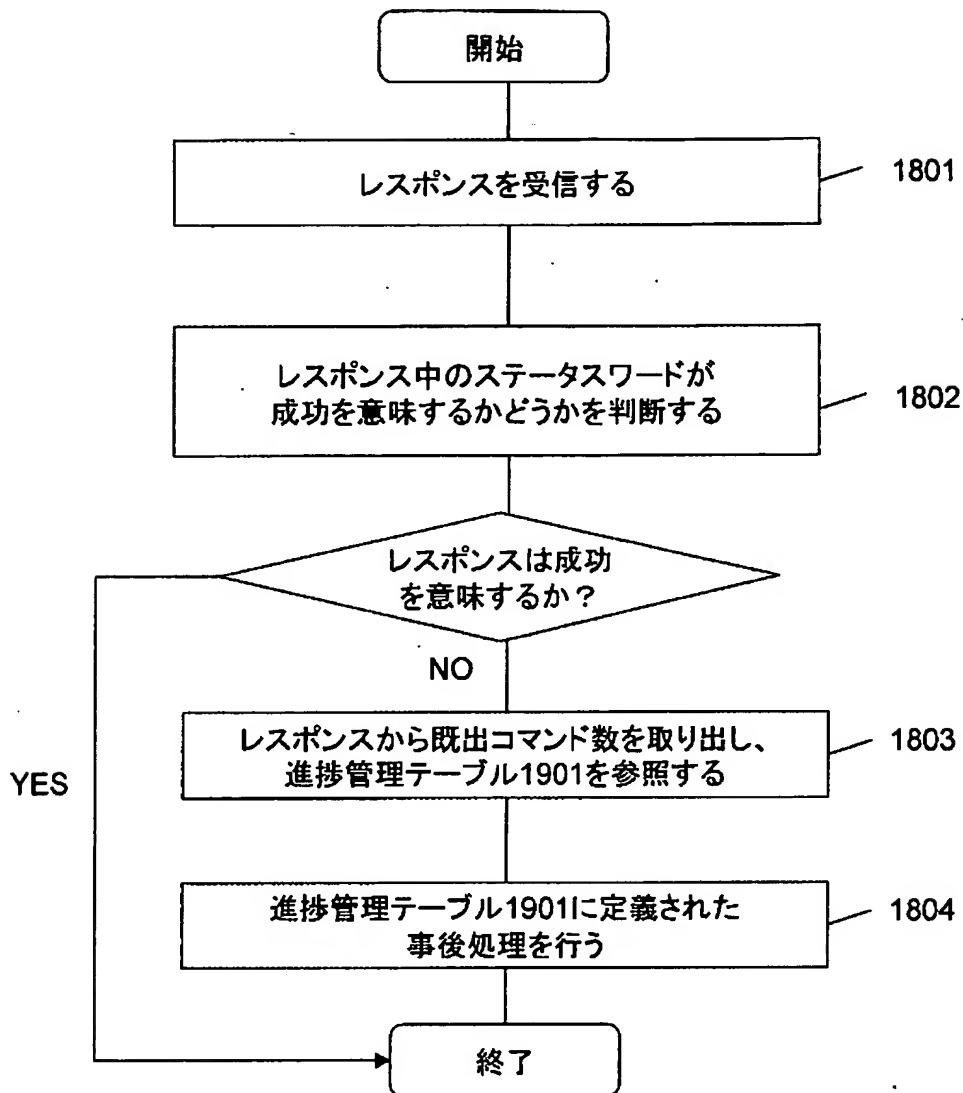 開始
レスポンスを受信する
1801
レスポンス中のステータスワードが
成功を意味するかどうかを判断する
1802
レスポンスは成功
を意味するか？
NO
YES
レスポンスから既出コマンド数を取り出し、
進捗管理テーブル1901を参照する
1803
進捗管理テーブル1901に定義された
事後処理を行う
1804
終了